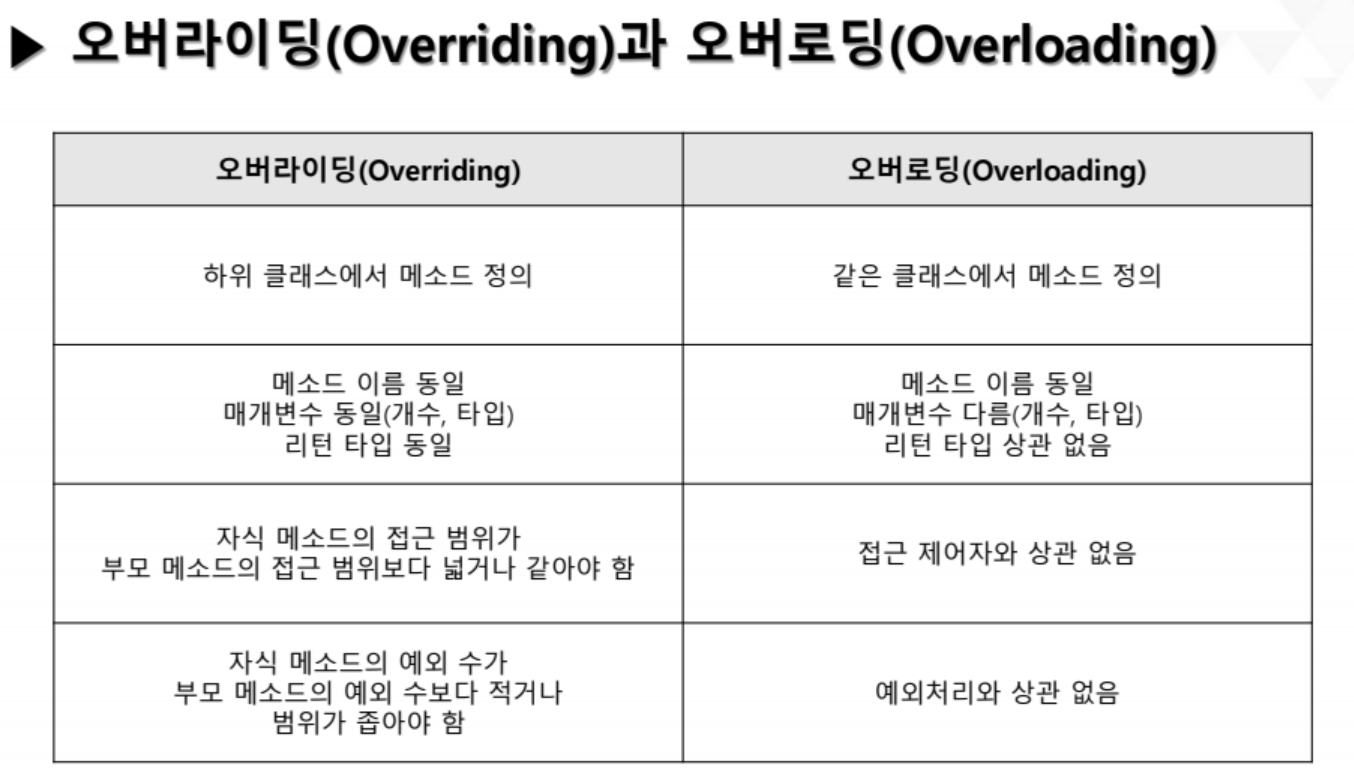 ▶ 오버라이딩(Overriding)과 오버로딩(Overloading)
오버라이딩(Overriding)
오버로딩(Overloading)
하위 클래스에서 메소드 정의
같은 클래스에서 메소드 정의
메소드 이름 동일
매개변수 동일(개수, 타입)
리턴 타입 동일
메소드 이름 동일
매개변수 다름(개수, 타입)
리턴 타입 상관 없음
자식 메소드의 접근 범위가
부모 메소드의 접근 범위보다 넓거나 같아야 함
접근 제어자와 상관 없음
자식 메소드의 예외 수가
부모 메소드의 예외 수보다 적거나
범위가 좁아야 함
예외처리와 상관 없음